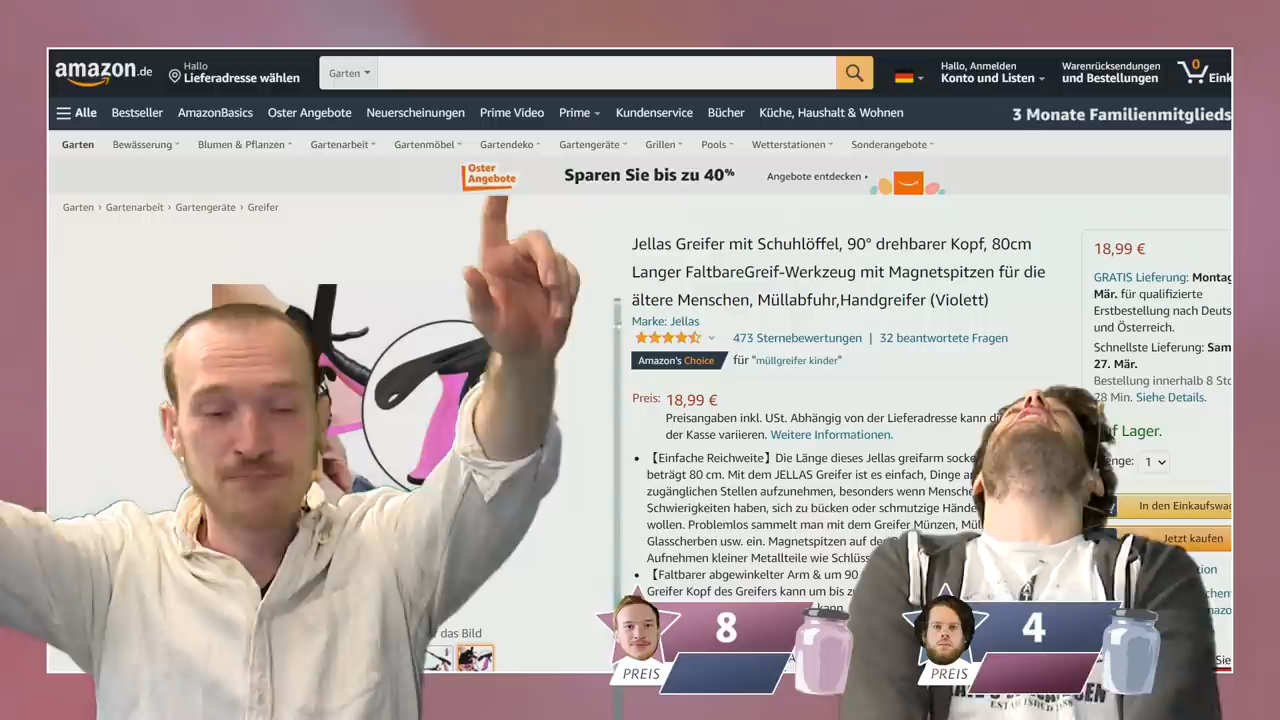 amazon.de
Hallo
Lieferadresse wählen
Garten
Hallo, Anmelden
Konto und Listen
Warenrücksendungen
und Bestellungen
0
Eink
Alle
Bestseller
AmazonBasics
Oster Angebote
Neuerscheinungen
Prime Video
Prime
Kundenservice
Bücher
Küche, Haushalt & Wohnen
3 Monate Familienmitglieds
Garten
Bewässerung
Blumen & Pflanzen
Gartenarbeit
Gartenmöbel
Gartendeko
Gartengeräte
Grillen
Pools
Wetterstationen
Sonderangebote
Oster
Angebote
Sparen Sie bis zu 40%
Angebote entdecken
Garten › Gartenarbeit › Gartengeräte › Greifer
Jellas Greifer mit Schuhlöffel, 90° drehbarer Kopf, 80cm
Langer FaltbareGreif-Werkzeug mit Magnetspitzen für die
ältere Menschen, Müllabfuhr,Handgreifer (Violett)
Marke: Jellas
473 Sternebewertungen | 32 beantwortete Fragen
Amazon's Choice für "müllgreifer kinder"
Preis: 18,99 €
Preisangaben inkl. USt. Abhängig von der Lieferadresse kann di
der Kasse variieren. Weitere Informationen.
【Einfache Reichweite】Die Länge dieses Jellas greifarm socke
beträgt 80 cm. Mit dem JELLAS Greifer ist es einfach, Dinge a
zugänglichen Stellen aufzunehmen, besonders wenn Mensche
Schwierigkeiten haben, sich zu bücken oder schmutzige Hände
wollen. Problemlos sammelt man mit dem Greifer Münzen, Mül
Glasscherben usw. ein. Magnetspitzen auf de
Aufnehmen kleiner Metallteile wie Schlüss
【Faltbarer abgewinkelter Arm & um 90
Greifer Kopf des Greifers kann um bis z
kann
18,99 €
GRATIS Lieferung: Montag
Mär. für qualifizierte
Erstbestellung nach Deuts
und Österreich.
Schnellste Lieferung: Sam
27. Mär.
Bestellung innerhalb 8 Std
28 Min. Siehe Details.
f Lager.
enge: 1
In den Einkaufswag
Jetzt kaufen
das Bild
8
PREIS
4
PREIS